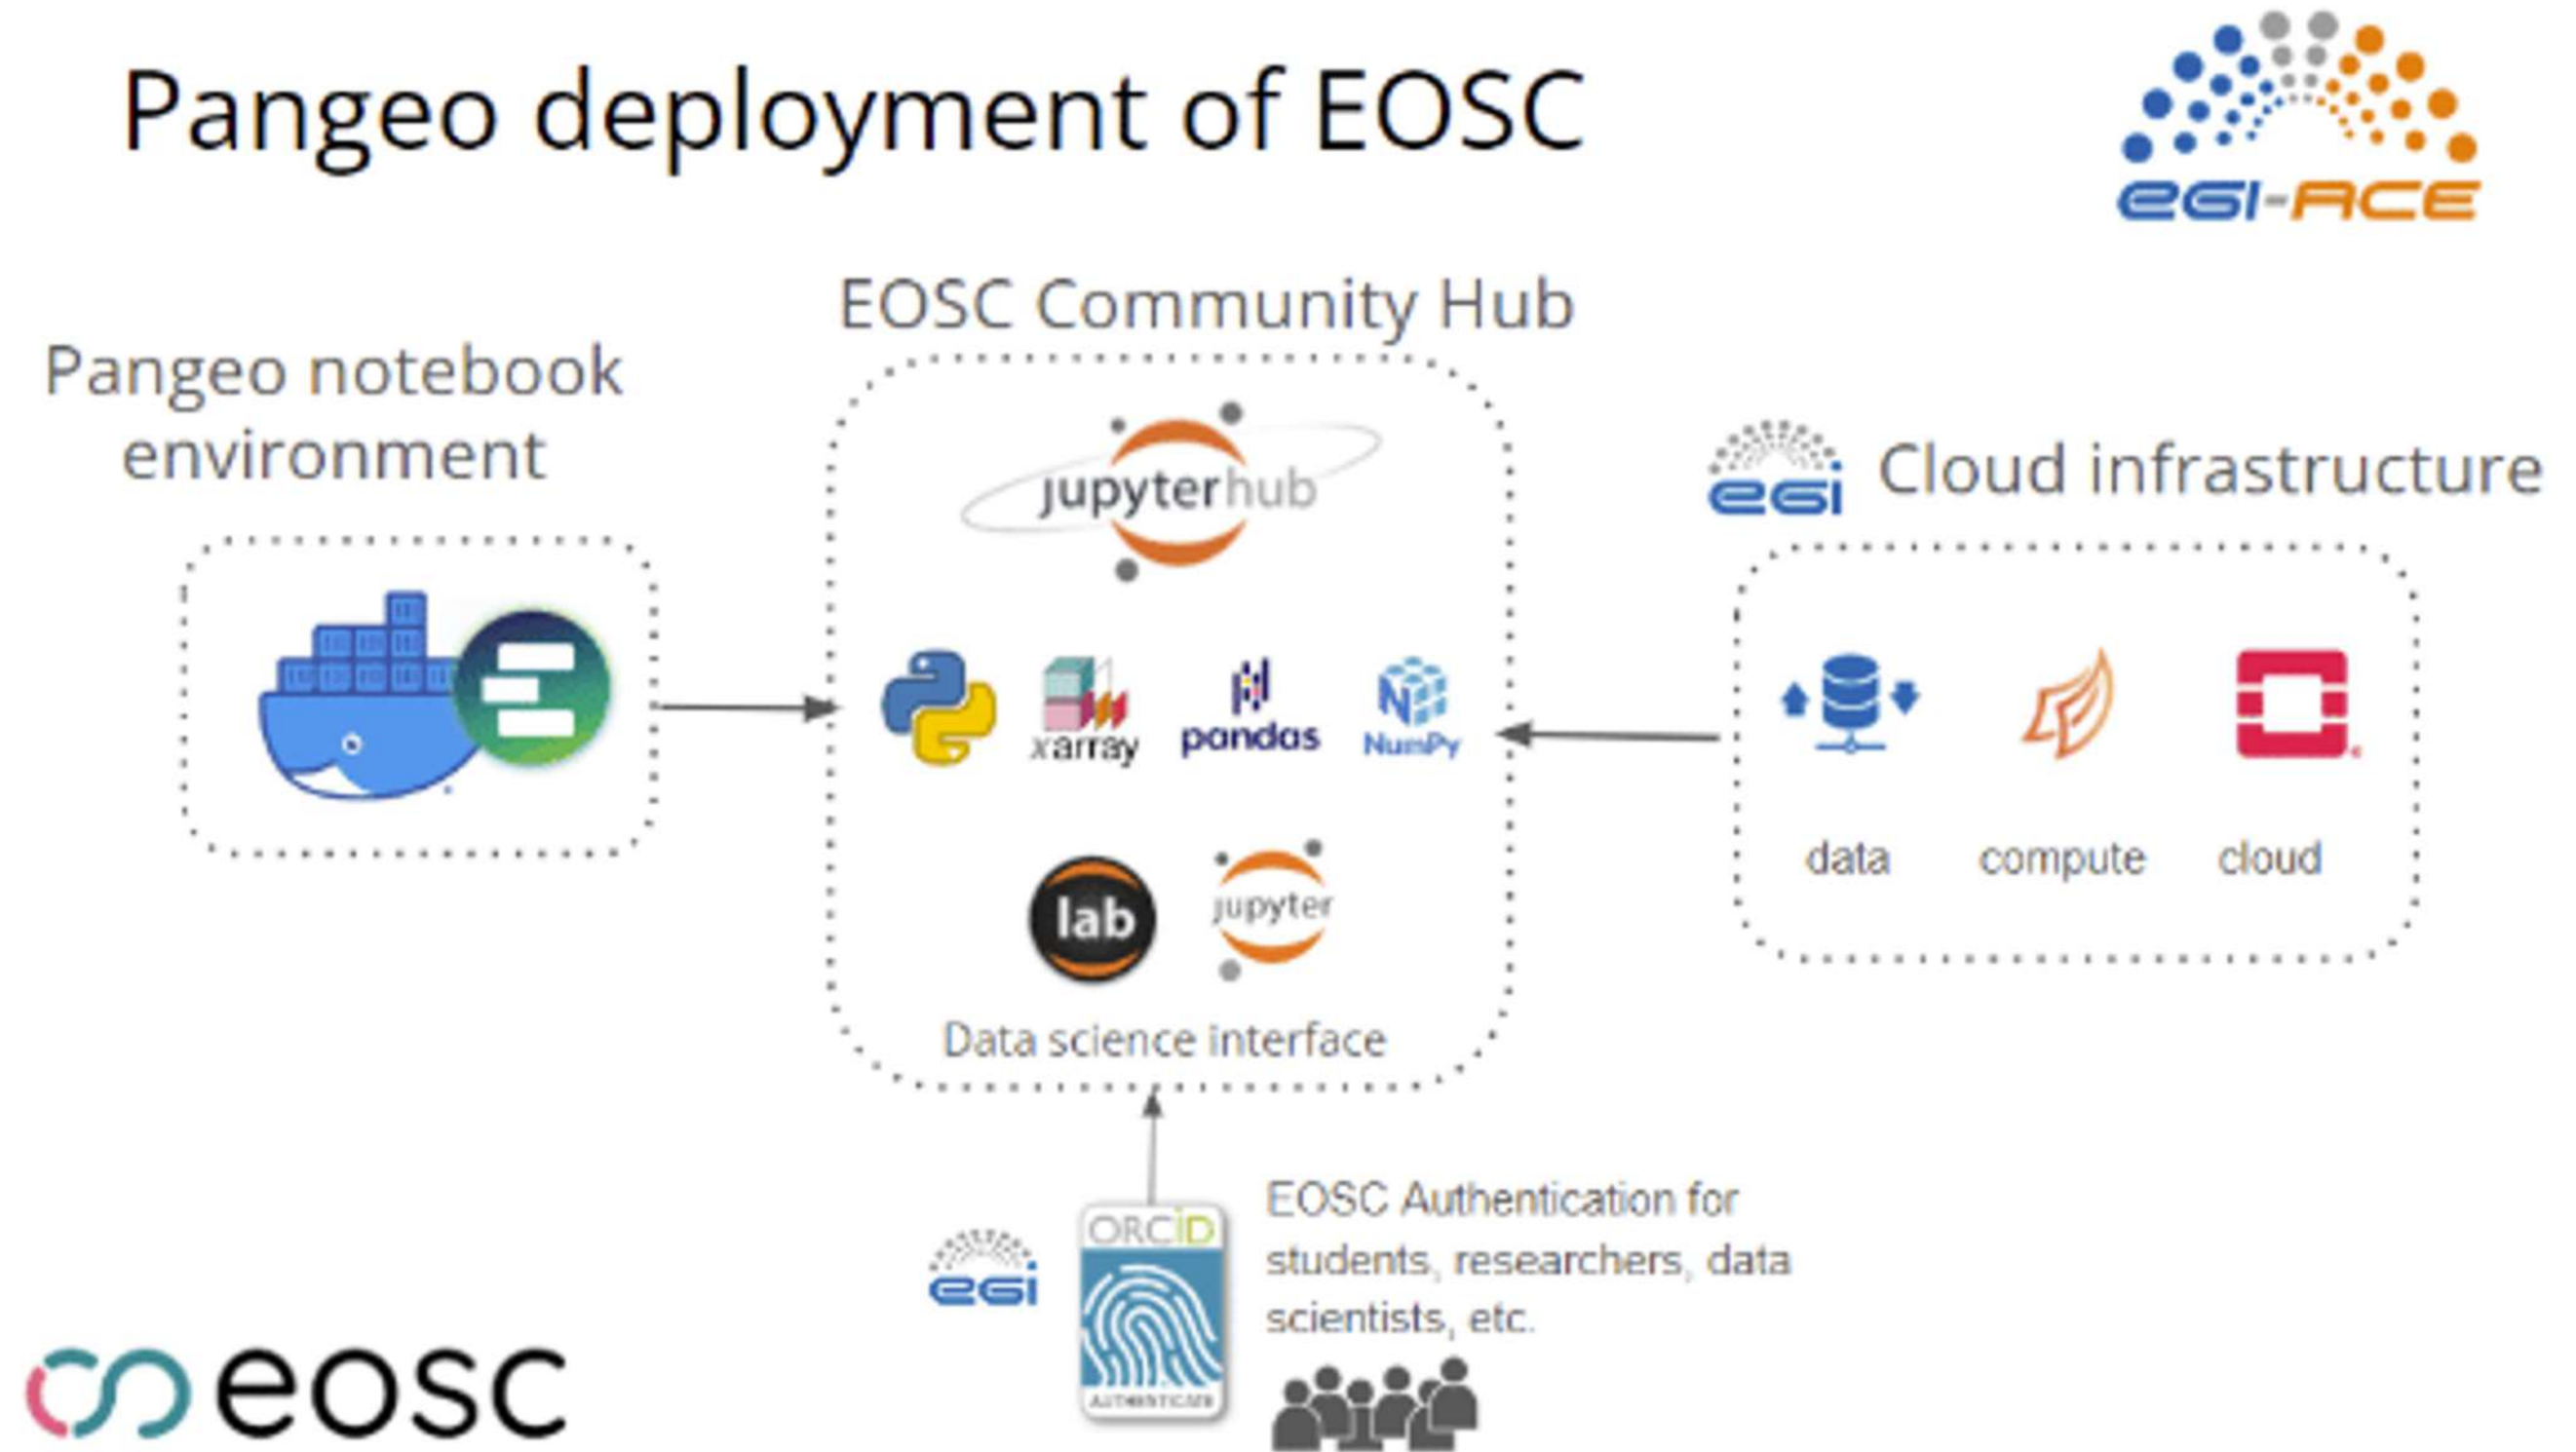 Pangeo deployment of EOSC
eGI-ACE
EOSC Community Hub
Pangeo notebook
environment
jupyterhub
egi
Cloud infrastructure
xarray
pandas
NumPy
data
compute
cloud
lab
jupyter
Data science interface
egi
ORCiD
AUTHENTICATE
EOSC Authentication for
students, researchers, data
scientists, etc.
eosc